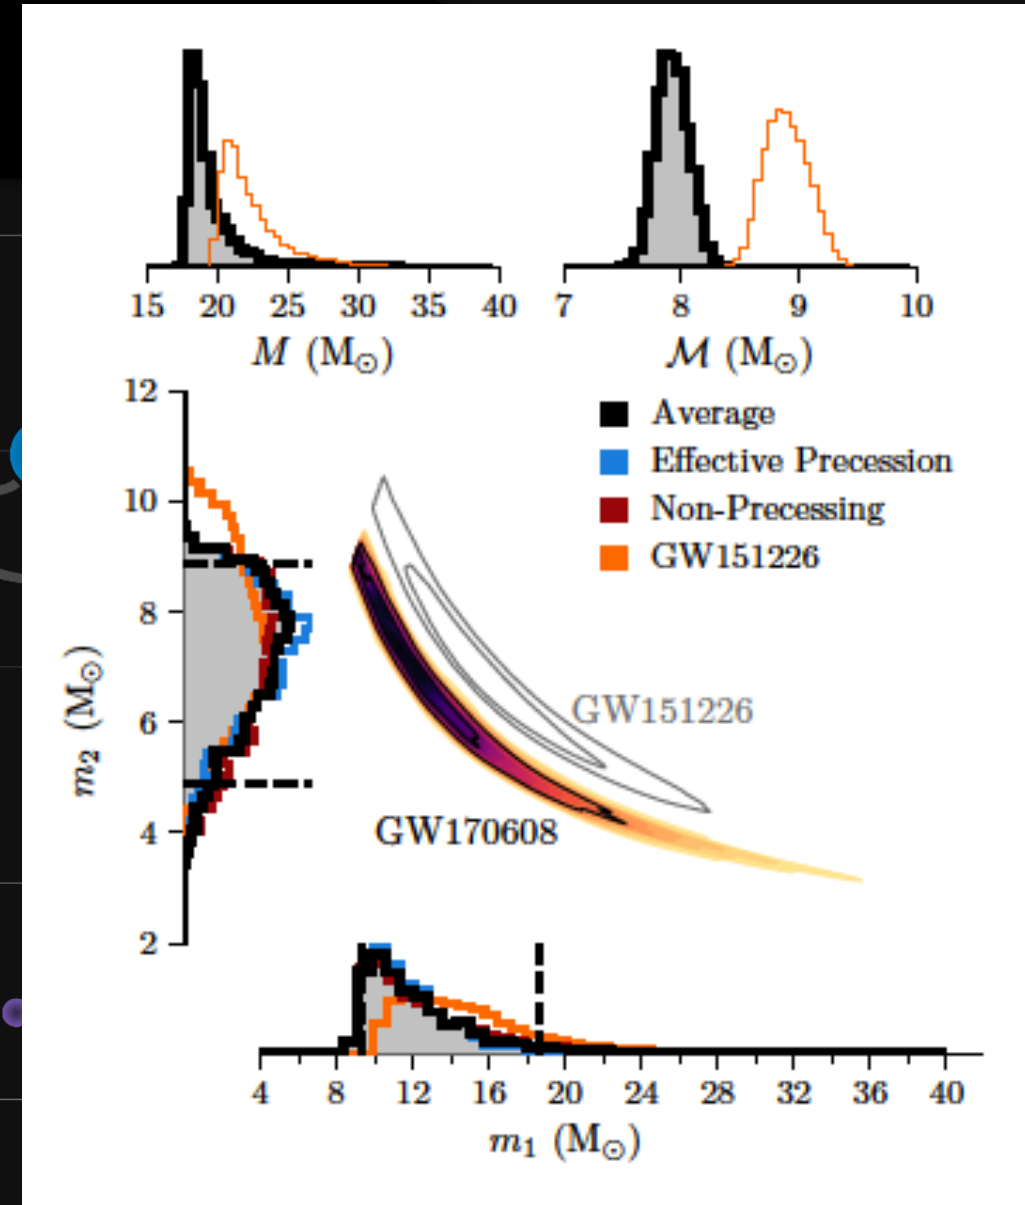 15 20 25 30 35 40
M (M⊙)
7 8 9 10
ℳ (M⊙)
Average
Effective Precession
Non-Precessing
GW151226
12
10
8
6
4
2
m₂ (M⊙)
GW151226
GW170608
4 8 12 16 20 24 28 32 36 40
m₁ (M⊙)